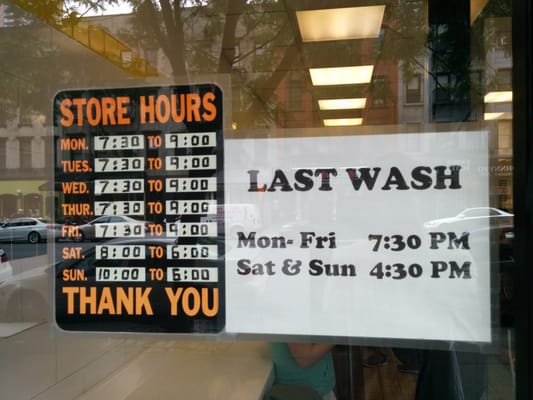 STORE HOURS
MON. 7:30 TO 9:00
TUES. 7:30 TO 9:00
WED. 7:30 TO 9:00
THUR. 7:30 TO 9:00
FRI. 7:30 TO 6:00
SAT. 8:00 TO 6:00
SUN. 10:00 TO 6:00
THANK YOU
LAST WASH
Mon- Fri 7:30 PM
Sat & Sun 4:30 PM